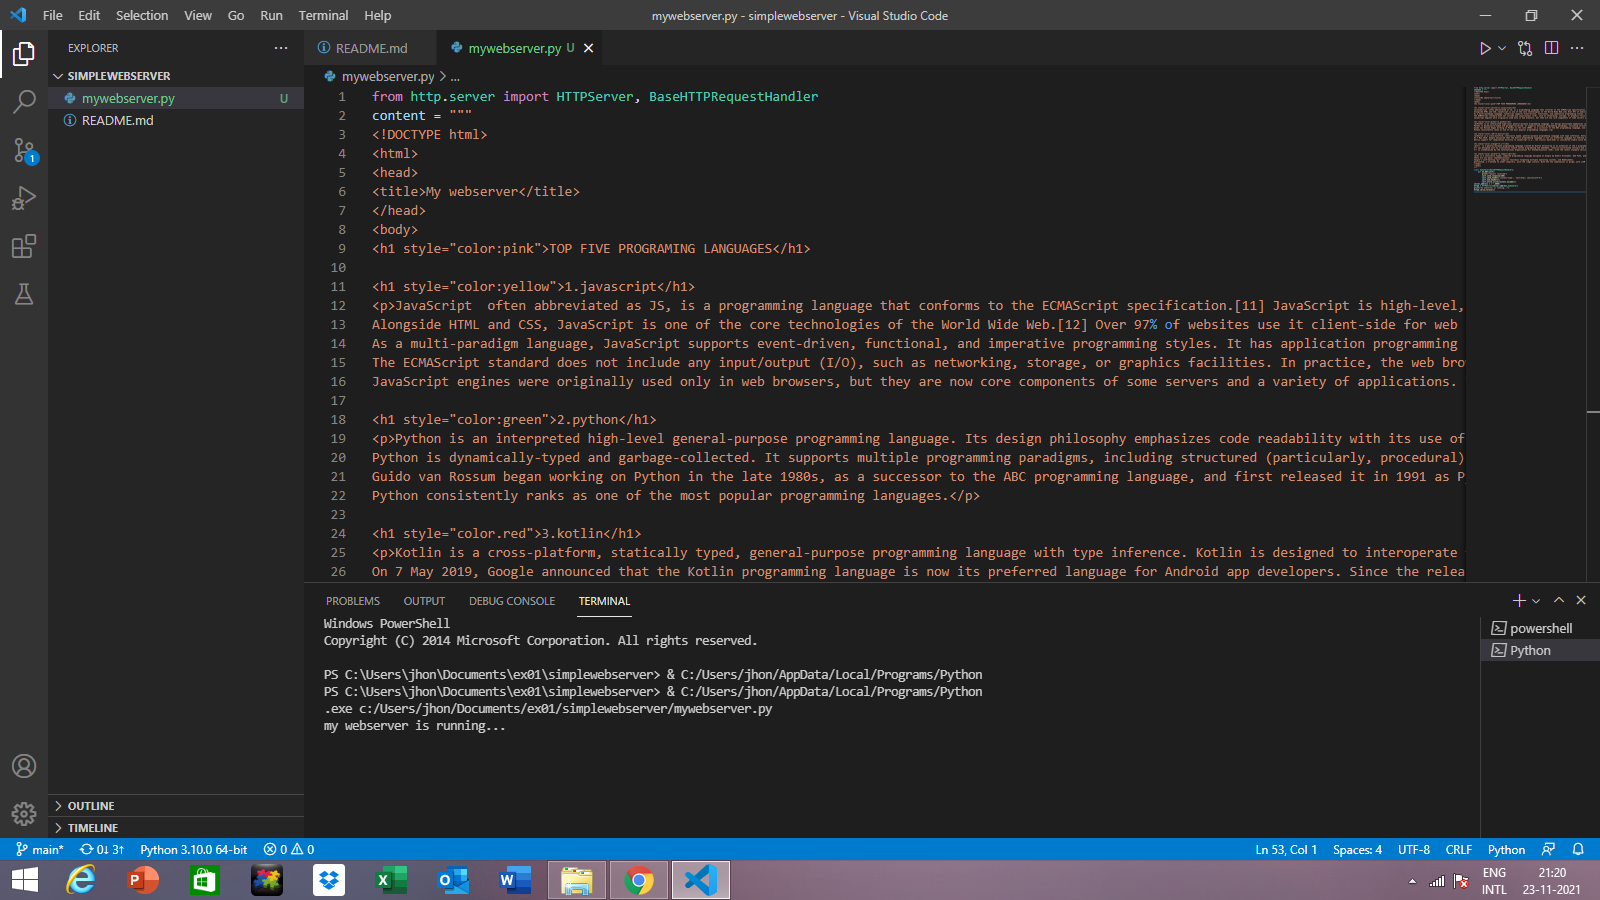 File Edit Selection View Go Run Terminal Help
mywebserver.py - simplewebserver - Visual Studio Code
EXPLORER
SIMPLEWEBSERVER
mywebserver.py U
README.md
OUTLINE
TIMELINE
README.md
mywebserver.py U
mywebserver.py > ...
1 from http.server import HTTPServer, BaseHTTPRequestHandler
2 content = """
3 <!DOCTYPE html>
4 <html>
5 <head>
6 <title>My webserver</title>
7 </head>
8 <body>
9 <h1 style="color:pink">TOP FIVE PROGRAMING LANGUAGES</h1>
10
11 <h1 style="color:yellow">1.javascript</h1>
12 <p>JavaScript  often abbreviated as JS, is a programming language that conforms to the ECMAScript specification.[11] JavaScript is high-level,
13 Alongside HTML and CSS, JavaScript is one of the core technologies of the World Wide Web.[12] Over 97% of websites use it client-side for web
14 As a multi-paradigm language, JavaScript supports event-driven, functional, and imperative programming styles. It has application programming
15 The ECMAScript standard does not include any input/output (I/O), such as networking, storage, or graphics facilities. In practice, the web bro
16 JavaScript engines were originally used only in web browsers, but they are now core components of some servers and a variety of applications.
17
18 <h1 style="color:green">2.python</h1>
19 <p>Python is an interpreted high-level general-purpose programming language. Its design philosophy emphasizes code readability with its use of
20 Python is dynamically-typed and garbage-collected. It supports multiple programming paradigms, including structured (particularly, procedural)
21 Guido van Rossum began working on Python in the late 1980s, as a successor to the ABC programming language, and first released it in 1991 as P
22 Python consistently ranks as one of the most popular programming languages.</p>
23
24 <h1 style="color.red">3.kotlin</h1>
25 <p>Kotlin is a cross-platform, statically typed, general-purpose programming language with type inference. Kotlin is designed to interoperate
26 On 7 May 2019, Google announced that the Kotlin programming language is now its preferred language for Android app developers. Since the relea
PROBLEMS OUTPUT DEBUG CONSOLE TERMINAL
Windows PowerShell
Copyright (C) 2014 Microsoft Corporation. All rights reserved.
PS C:\Users\jhon\Documents\ex01\simplewebserver> & C:/Users/jhon/AppData/Local/Programs/Python
PS C:\Users\jhon\Documents\ex01\simplewebserver> & C:/Users/jhon/AppData/Local/Programs/Python
.exe c:/Users/jhon/Documents/ex01/simplewebserver/mywebserver.py
my webserver is running...
powershell
Python
1
main* 0↓ 3↑ Python 3.10.0 64-bit 0 0
Ln 53, Col 1 Spaces: 4 UTF-8 CRLF Python
ENG
INTL
21:20
23-11-2021